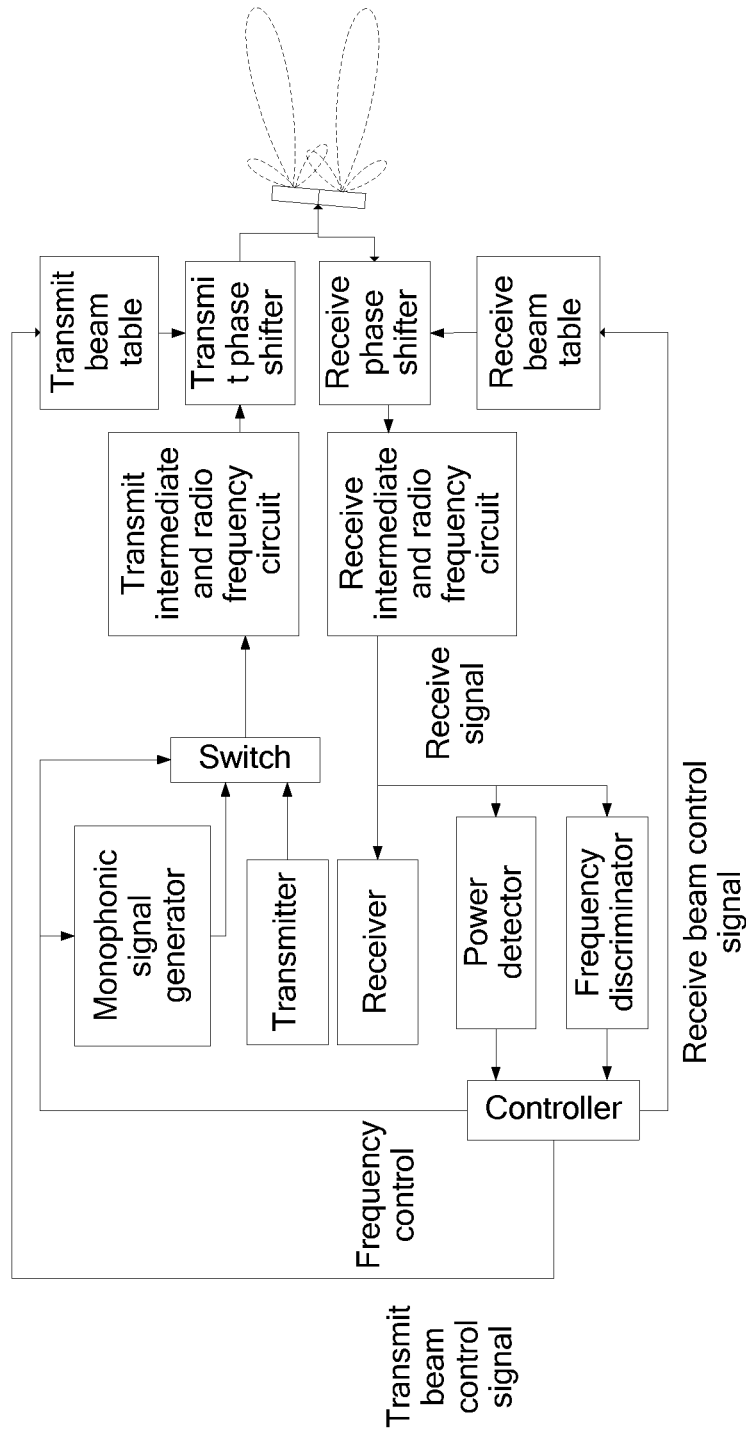 Transmit
beam
control
signal
Frequency
control
Controller
Monophonic
signal
generator
Transmitter
Receiver
Power
detector
Frequency
discriminator
Switch
Receive
signal
Receive beam control
signal
Transmit
intermediate
and radio
frequency
circuit
Receive
intermediate
and radio
frequency
circuit
Transmit
beam
table
Transmi
t phase
shifter
Receive
phase
shifter
Receive
beam
table